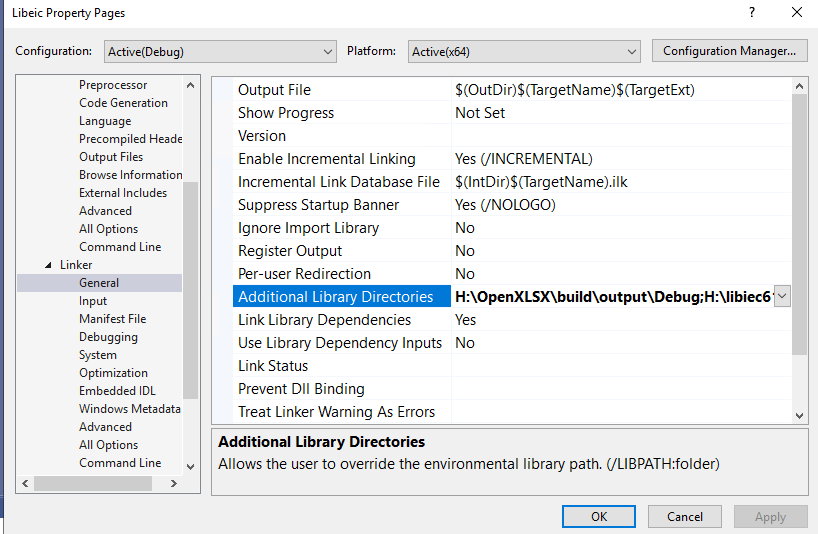 Libeic Property Pages
Configuration: Active(Debug) Platform: Active(x64) Configuration Manager...
Preprocessor
Code Generation
Language
Precompiled Heade
Output Files
Browse Information
External Includes
Advanced
All Options
Command Line
Linker
General
Input
Manifest File
Debugging
System
Optimization
Embedded IDL
Windows Metadata
Advanced
All Options
Command Line
Output File $(OutDir)$(TargetName)$(TargetExt)
Show Progress Not Set
Version
Enable Incremental Linking Yes (/INCREMENTAL)
Incremental Link Database File $(IntDir)$(TargetName).ilk
Suppress Startup Banner Yes (/NOLOGO)
Ignore Import Library No
Register Output No
Per-user Redirection No
Additional Library Directories H:\OpenXLSX\build\output\Debug;H:\libiec6
Link Library Dependencies Yes
Use Library Dependency Inputs No
Link Status
Prevent Dll Binding
Treat Linker Warning As Errors
Additional Library Directories
Allows the user to override the environmental library path. (/LIBPATH:folder)
OK Cancel Apply